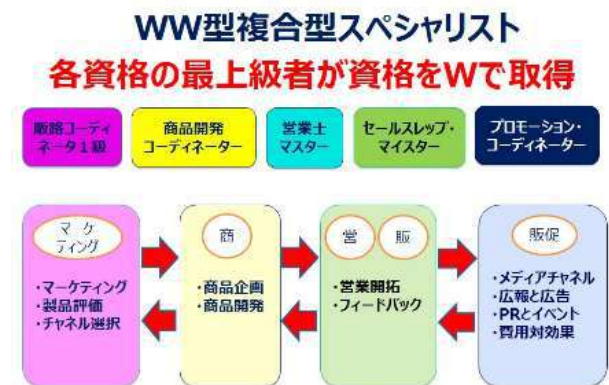 WW型複合型スペシャリスト
各資格の最上級者が資格をWで取得
販路コーディ
ネータ1級
商品開発
コーディネーター
営業士
マスター
セールスレップ・
マイスター
プロモーション・
コーディネーター
マーケ
ティング
・マーケティング
・製品評価
・チャネル選択
商
・商品企画
・商品開発
営
販
・営業開拓
・フィードバック
販促
・メディアチャネル
・広報と広告
・PRとイベント
・費用対効果